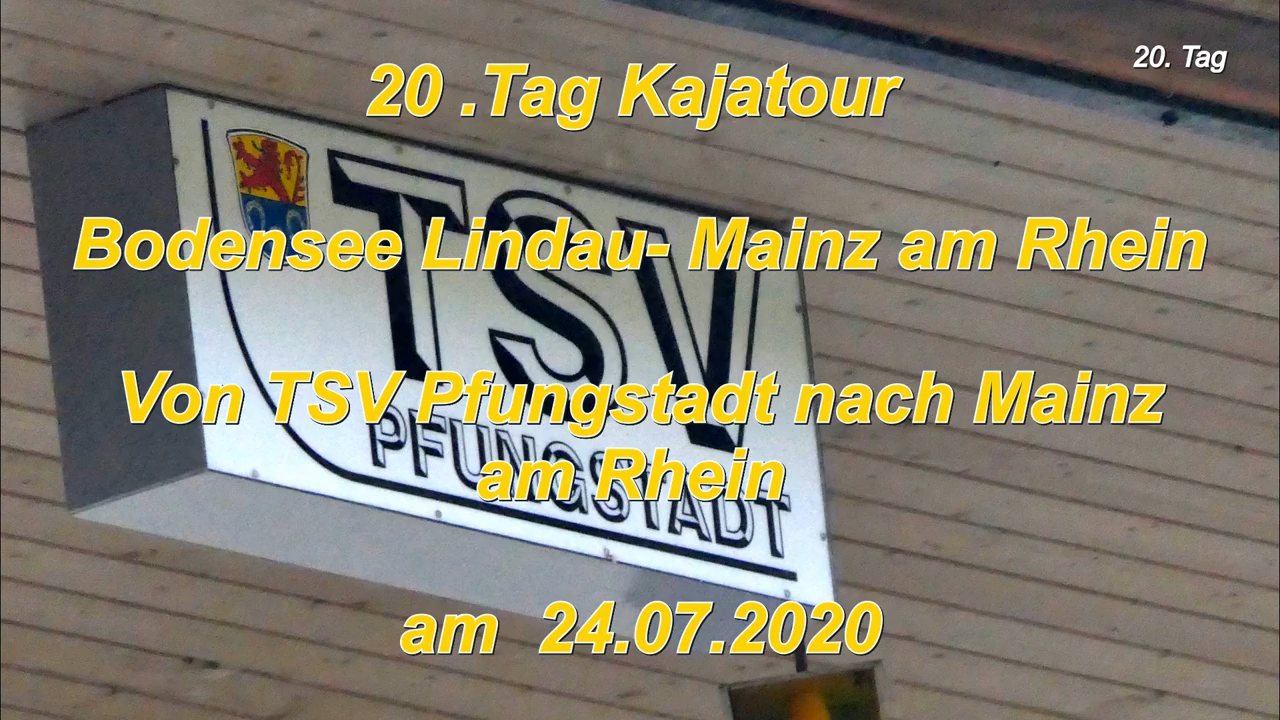 20. Tag
20 .Tag Kajatour
Bodensee Lindau- Mainz am Rhein
Von TSV Pfungstadt nach Mainz
am Rhein
am 24.07.2020
TSV
PFUNGSTADT